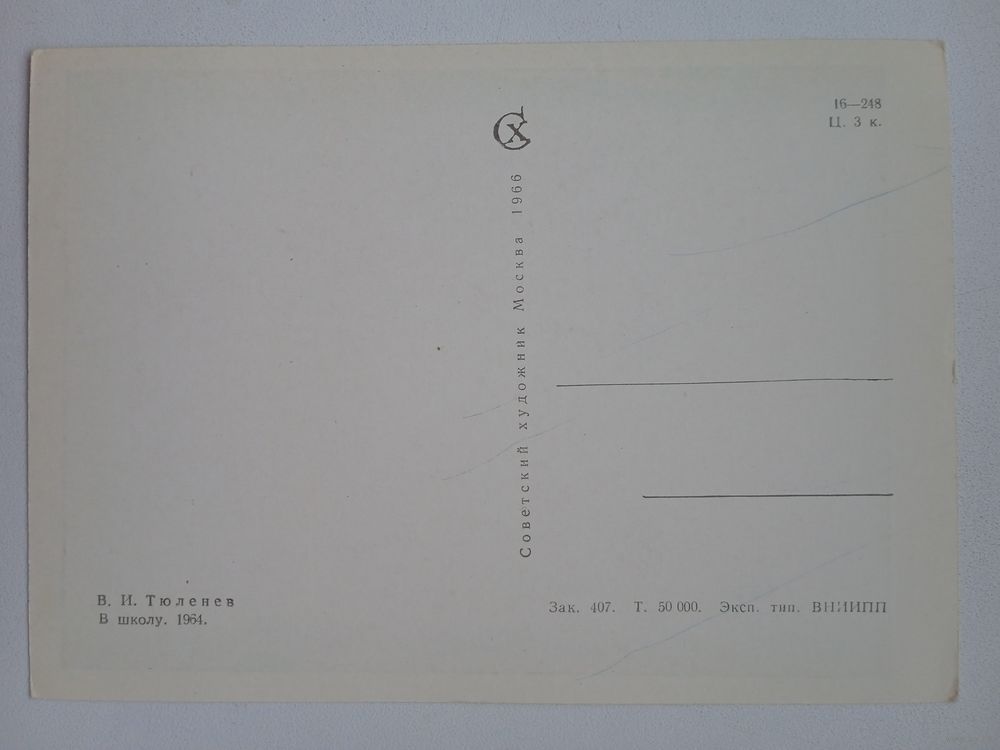 16—248
Ц. 3 к.
СХ
Советский художник Москва 1966
В. И. Тюленев
В школу. 1964.
Зак. 407. Т. 50 000. Эксп. тип. ВНИИПП